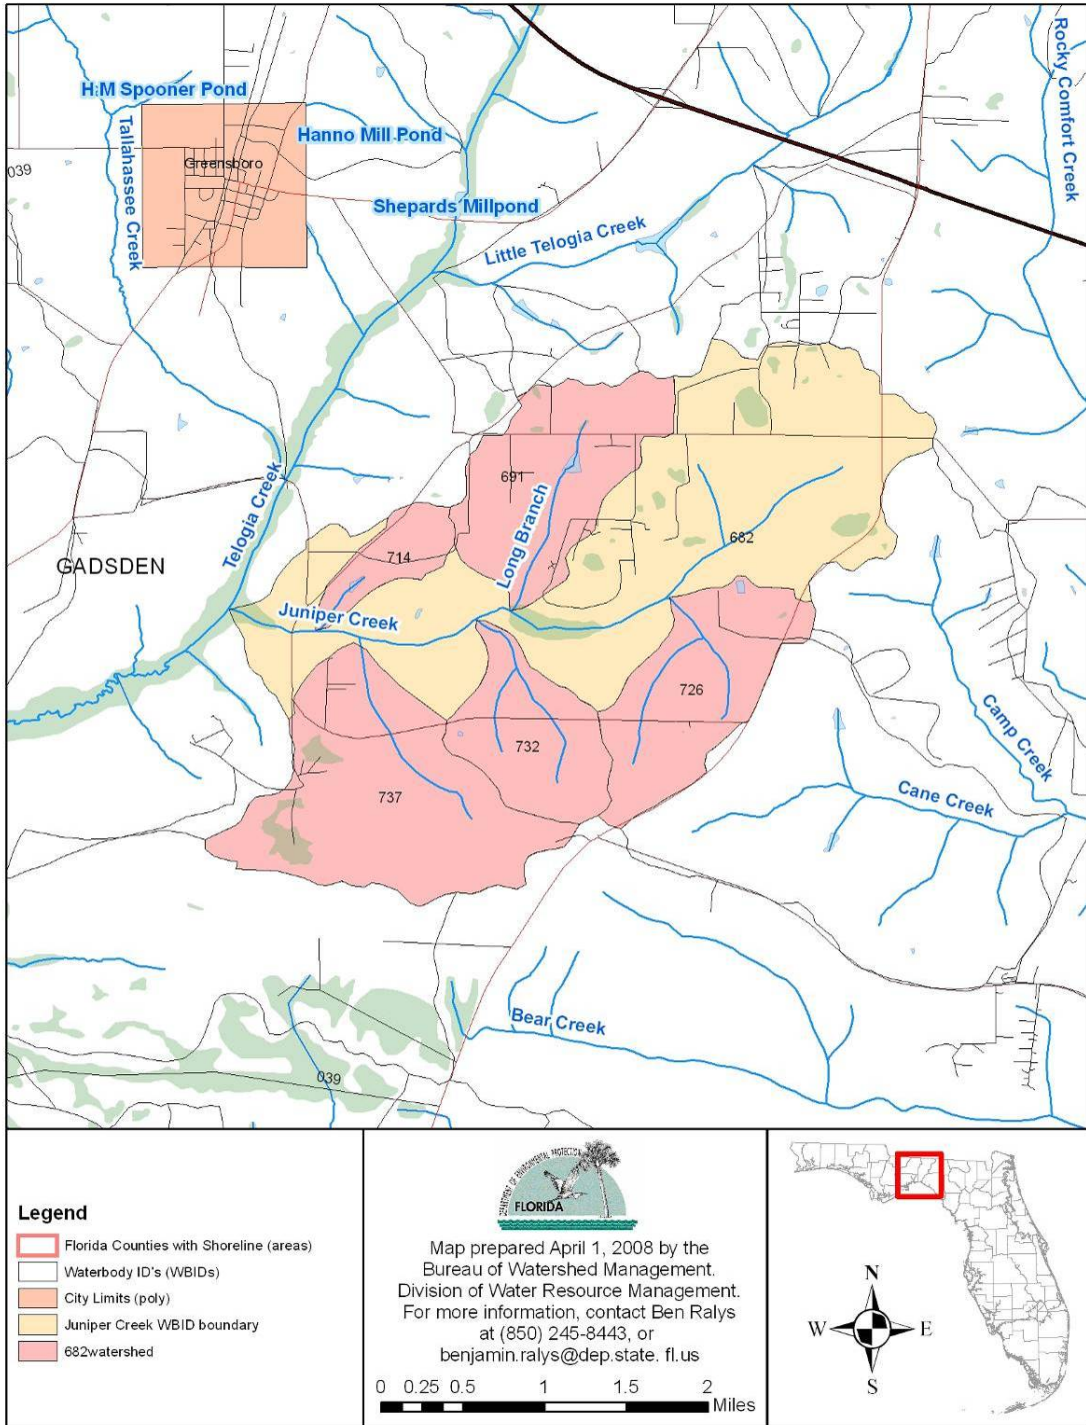 H.M Spooner Pond
Tallahassee Creek
Greensboro
039
Hanno Mill Pond
Shepards Millpond
Little Telogia Creek
Rocky Comfort Creek
691
Long Branch
682
714
Telogia Creek
GADSDEN
Juniper Creek
726
732
737
Camp Creek
Cane Creek
Bear Creek
039
Legend
Florida Counties with Shoreline (areas)
Waterbody ID's (WBIDs)
City Limits (poly)
Juniper Creek WBID boundary
682watershed
DEPARTMENT OF ENVIRONMENTAL PROTECTION
FLORIDA
Map prepared April 1, 2008 by the
Bureau of Watershed Management.
Division of Water Resource Management.
For more information, contact Ben Ralys
at (850) 245-8443, or
benjamin.ralys@dep.state. fl.us
0 0.25 0.5 1 1.5 2
Miles
N
W E
S